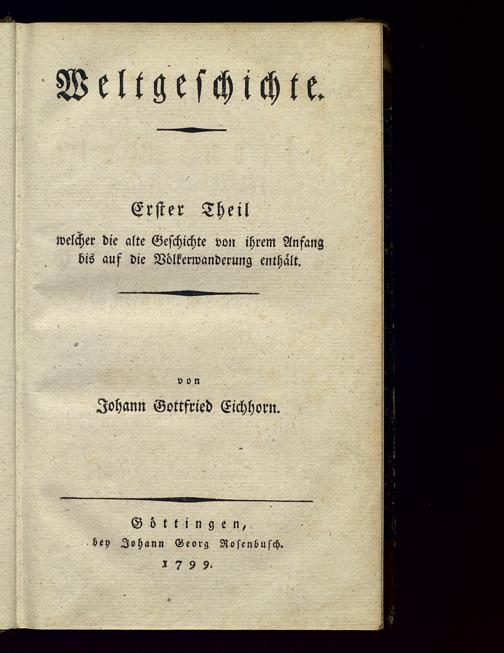 Weltgeſchichte.
Erſter Theil
welcher die alte Geſchichte von ihrem Anfang
bis auf die Völkerwanderung enthält.
von
Johann Gottfried Eichhorn.
Göttingen,
bey Johann Georg Roſenbuſch.
1799.